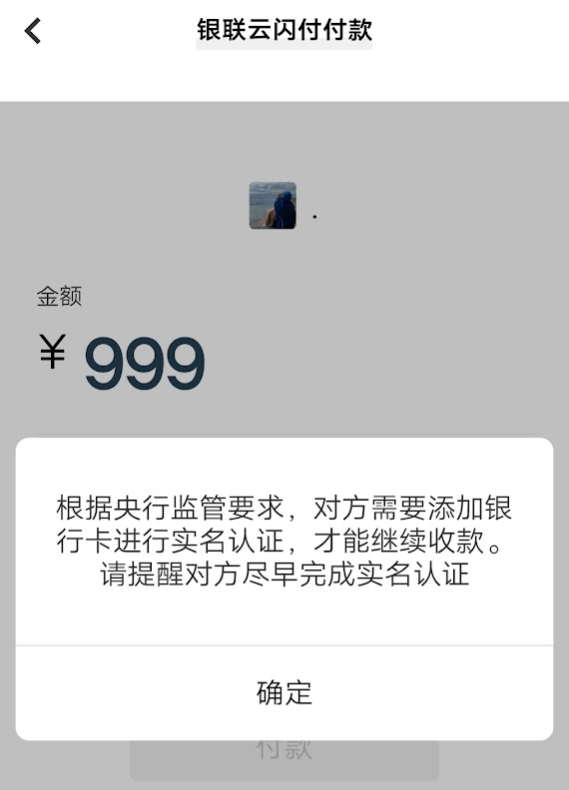 银联云闪付付款
.
金额
¥ 999
根据央行监管要求，对方需要添加银
行卡进行实名认证，才能继续收款。
请提醒对方尽早完成实名认证
确定
付款